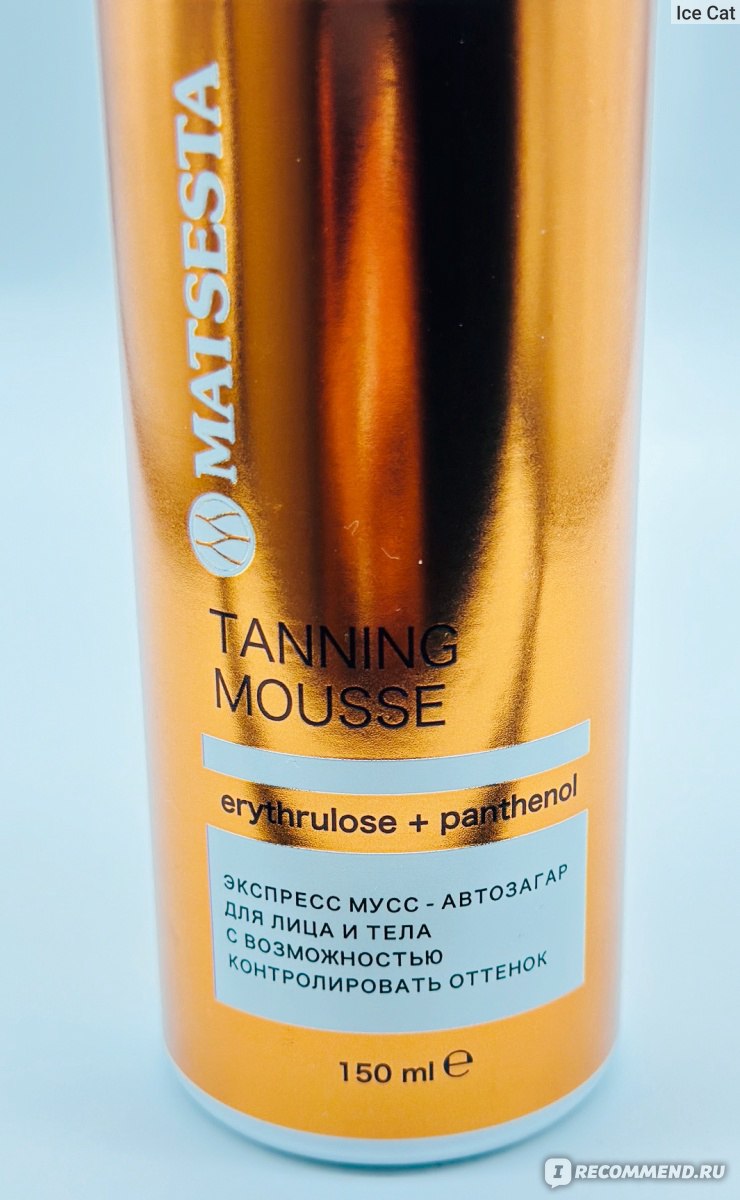 Ice Cat
MATSESTA
TANNING
MOUSSE
erythrulose + panthenol
ЭКСПРЕСС МУСС - АВТОЗАГАР
ДЛЯ ЛИЦА И ТЕЛА
С ВОЗМОЖНОСТЬЮ
КОНТРОЛИРОВАТЬ ОТТЕНОК
150 ml ℮
IRECOMMEND.RU